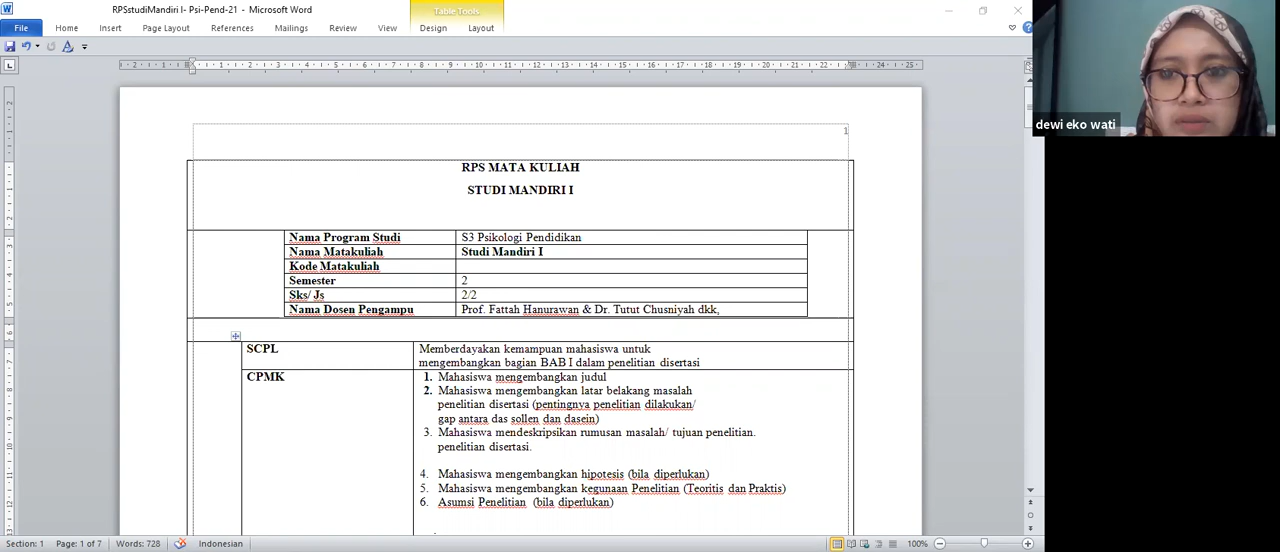 RPSstudiMandiri I- Psi-Pend-21 - Microsoft Word
Table Tools
File Home Insert Page Layout References Mailings Review View Design Layout
dewi eko wati
1
RPS MATA KULIAH
STUDI MANDIRI I
Nama Program Studi S3 Psikologi Pendidikan
Nama Matakuliah Studi Mandiri I
Kode Matakuliah
Semester 2
Sks/ Js 2/2
Nama Dosen Pengampu Prof. Fattah Hanurawan & Dr. Tutut Chusniyah dkk,
SCPL Memberdayakan kemampuan mahasiswa untuk
mengembangkan bagian BAB I dalam penelitian disertasi
CPMK 1. Mahasiswa mengembangkan judul
2. Mahasiswa mengembangkan latar belakang masalah
penelitian disertasi (pentingnya penelitian dilakukan/
gap antara das sollen dan dasein)
3. Mahasiswa mendeskripsikan rumusan masalah/ tujuan penelitian.
penelitian disertasi.
4. Mahasiswa mengembangkan hipotesis (bila diperlukan)
5. Mahasiswa mengembangkan kegunaan Penelitian (Teoritis dan Praktis)
6. Asumsi Penelitian (bila diperlukan)
Section: 1 Page: 1 of 7 Words: 728 Indonesian 100%